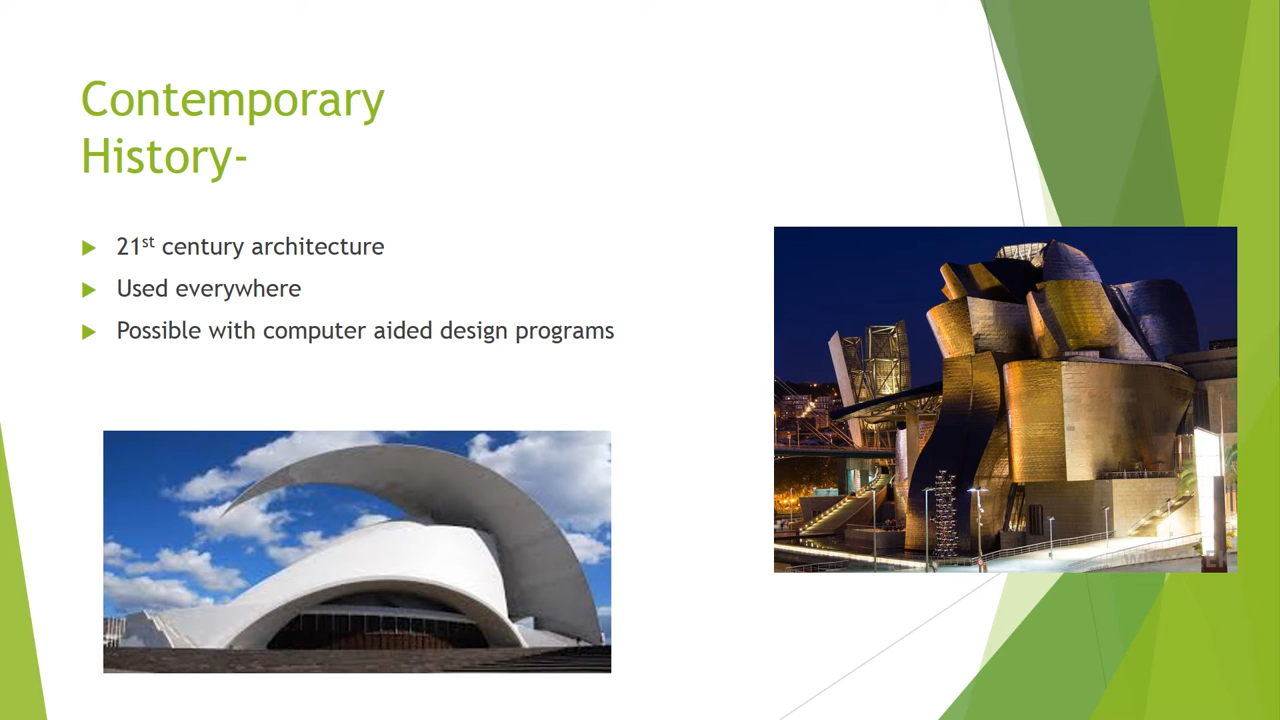 Contemporary
History-
21st century architecture
Used everywhere
Possible with computer aided design programs